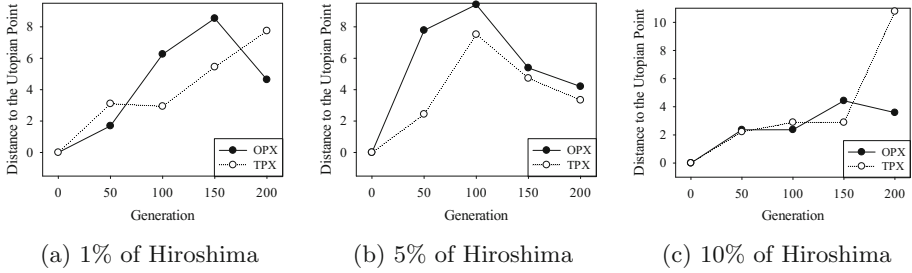 Distance to the Utopian Point
8
6
4
2
0
OPX
TPX
0 50 100 150 200
Generation
(a) 1% of Hiroshima
Distance to the Utopian Point
8
6
4
2
0
OPX
TPX
0 50 100 150 200
Generation
(b) 5% of Hiroshima
Distance to the Utopian Point
10
8
6
4
2
0
OPX
TPX
0 50 100 150 200
Generation
(c) 10% of Hiroshima